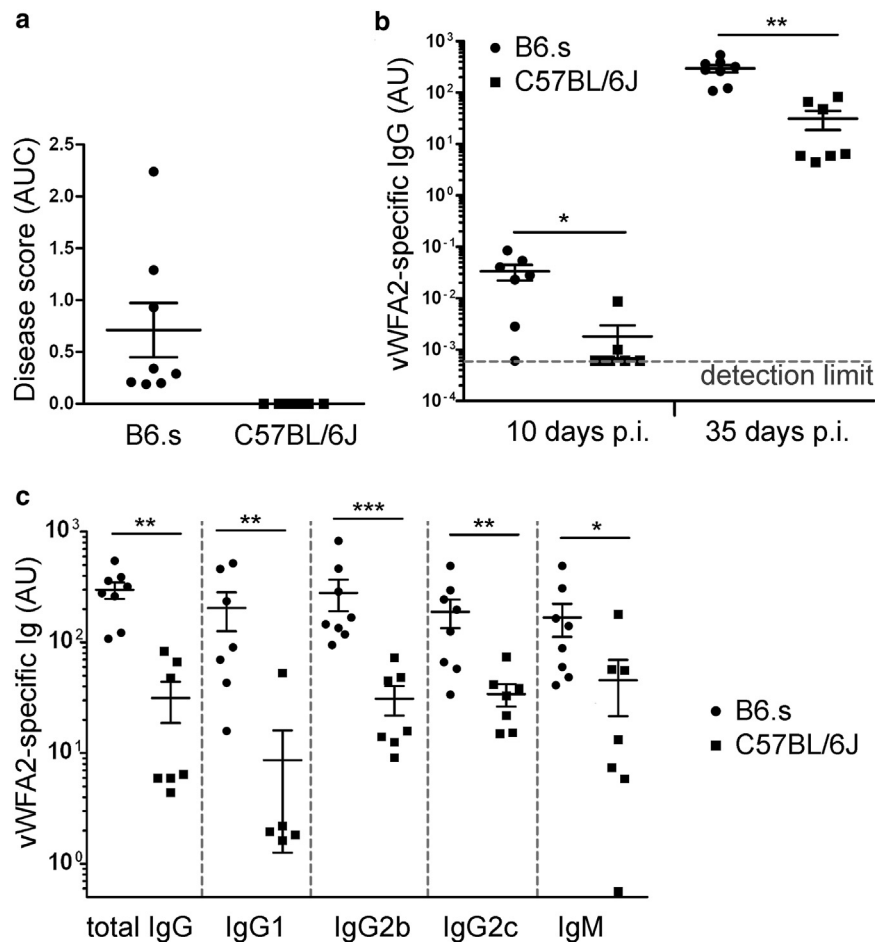 a
Disease score (AUC)
2.5
2.0
1.5
1.0
0.5
0.0
B6.s
C57BL/6J
b
vWFA2-specific IgG (AU)
10³
10²
10¹
10⁰
10⁻¹
10⁻²
10⁻³
10⁻⁴
B6.s
C57BL/6J
*
**
detection limit
10 days p.i.
35 days p.i.
c
vWFA2-specific Ig (AU)
10³
10²
10¹
10⁰
**
**
***
**
*
total IgG
IgG1
IgG2b
IgG2c
IgM
B6.s
C57BL/6J